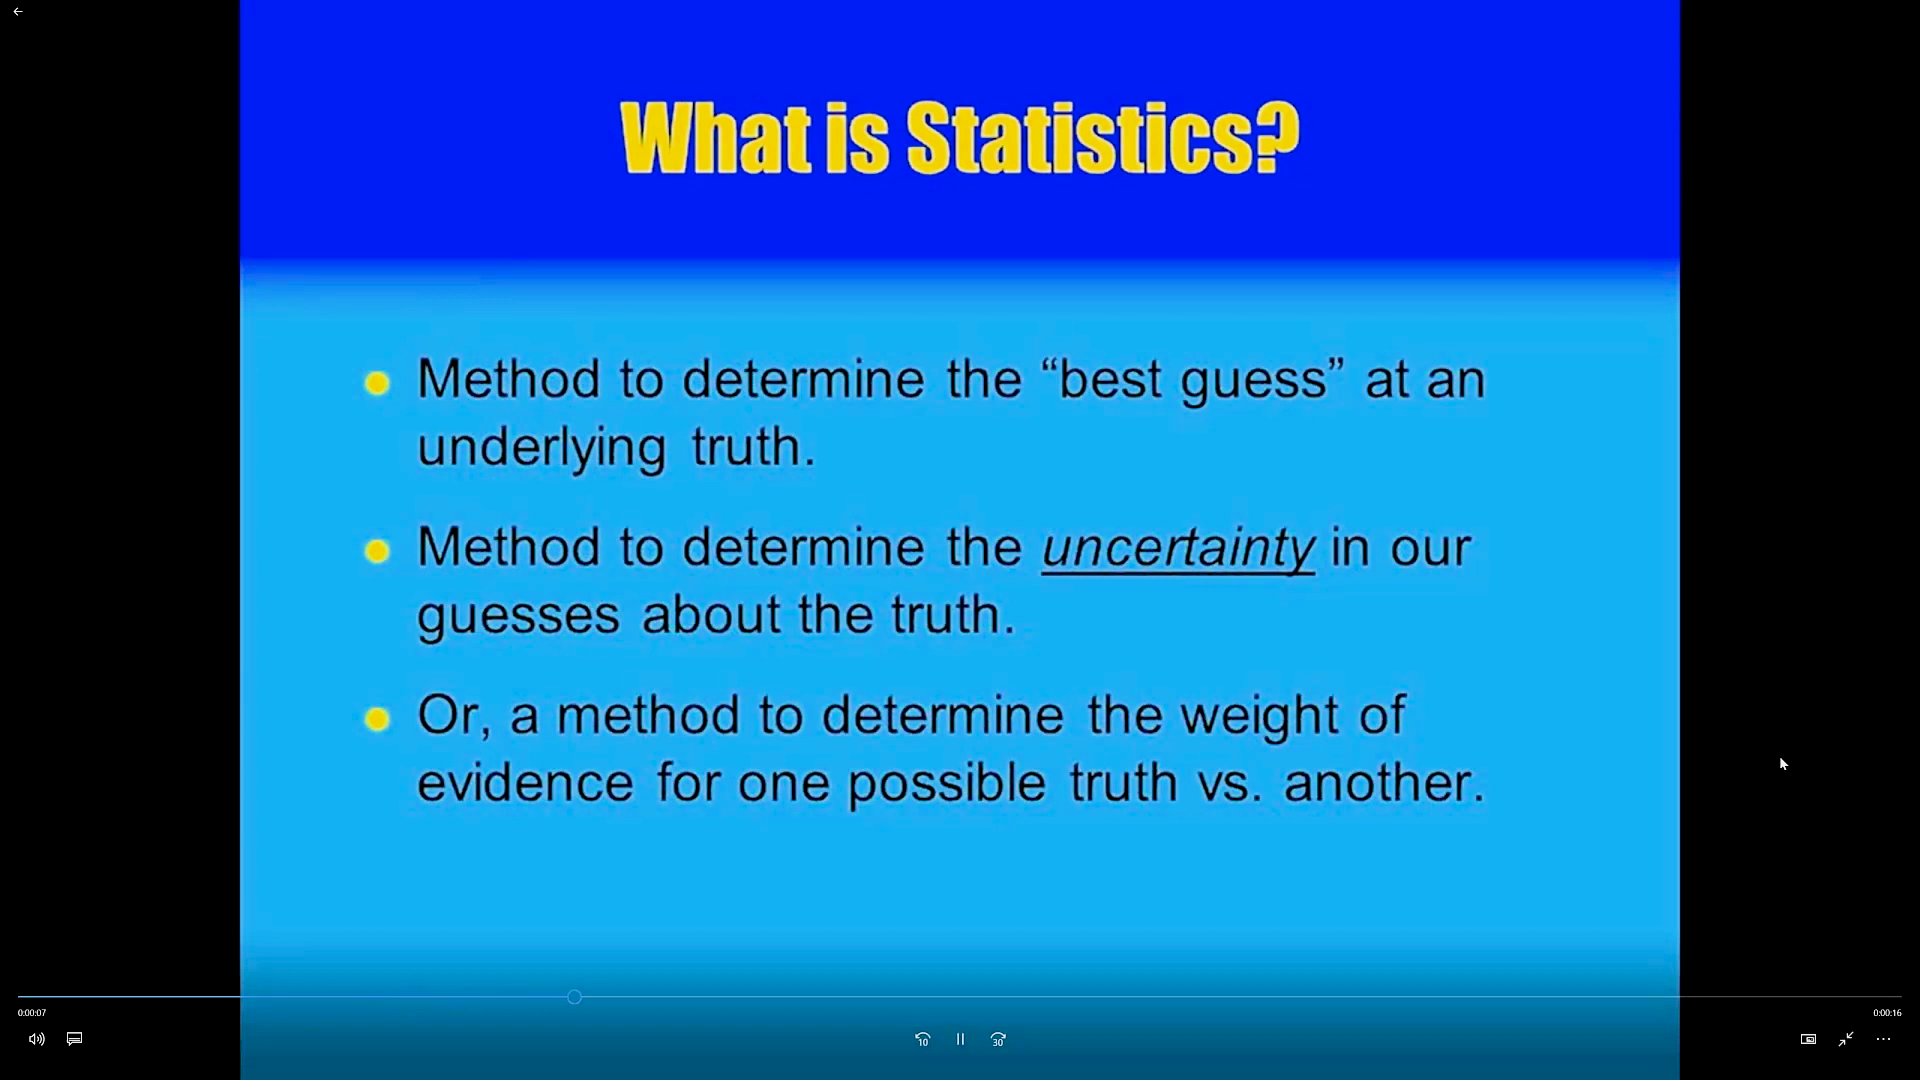 What is Statistics?
Method to determine the “best guess” at an
underlying truth.
Method to determine the uncertainty in our
guesses about the truth.
Or, a method to determine the weight of
evidence for one possible truth vs. another.
0:00:07
0:00:16
10
30